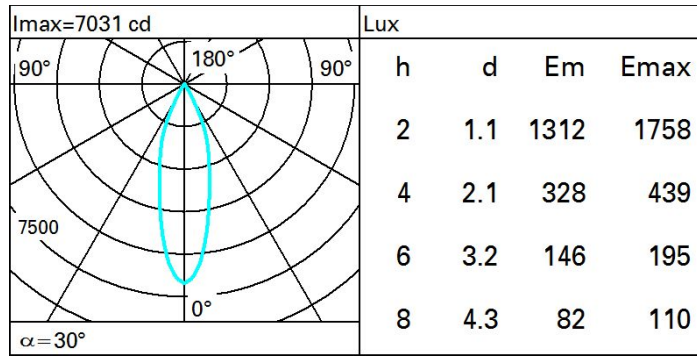 Imax=7031 cd
90° 180° 90°
7500
0°
α=30°
Lux
h d Em Emax
2 1.1 1312 1758
4 2.1 328 439
6 3.2 146 195
8 4.3 82 110